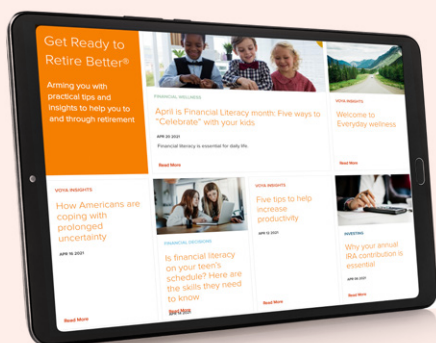 Get Ready to
Retire Better®
Arming you with
practical tips and
insights to help you to
and through retirement
FINANCIAL WELLNESS
April is Financial Literacy month: Five ways to
“Celebrate” with your kids
APR 20 2021
Financial literacy is essential for daily life.
Read More
VOYA INSIGHTS
Welcome to
Everyday wellness
Read More
VOYA INSIGHTS
How Americans are
coping with
prolonged
uncertainty
APR 16 2021
Read More
FINANCIAL DECISIONS
Is financial literacy
on your teen's
schedule? Here are
the skills they need
to know
Read More
VOYA INSIGHTS
Five tips to help
increase
productivity
APR 12 2021
Read More
INVESTING
Why your annual
IRA contribution is
essential
Read More